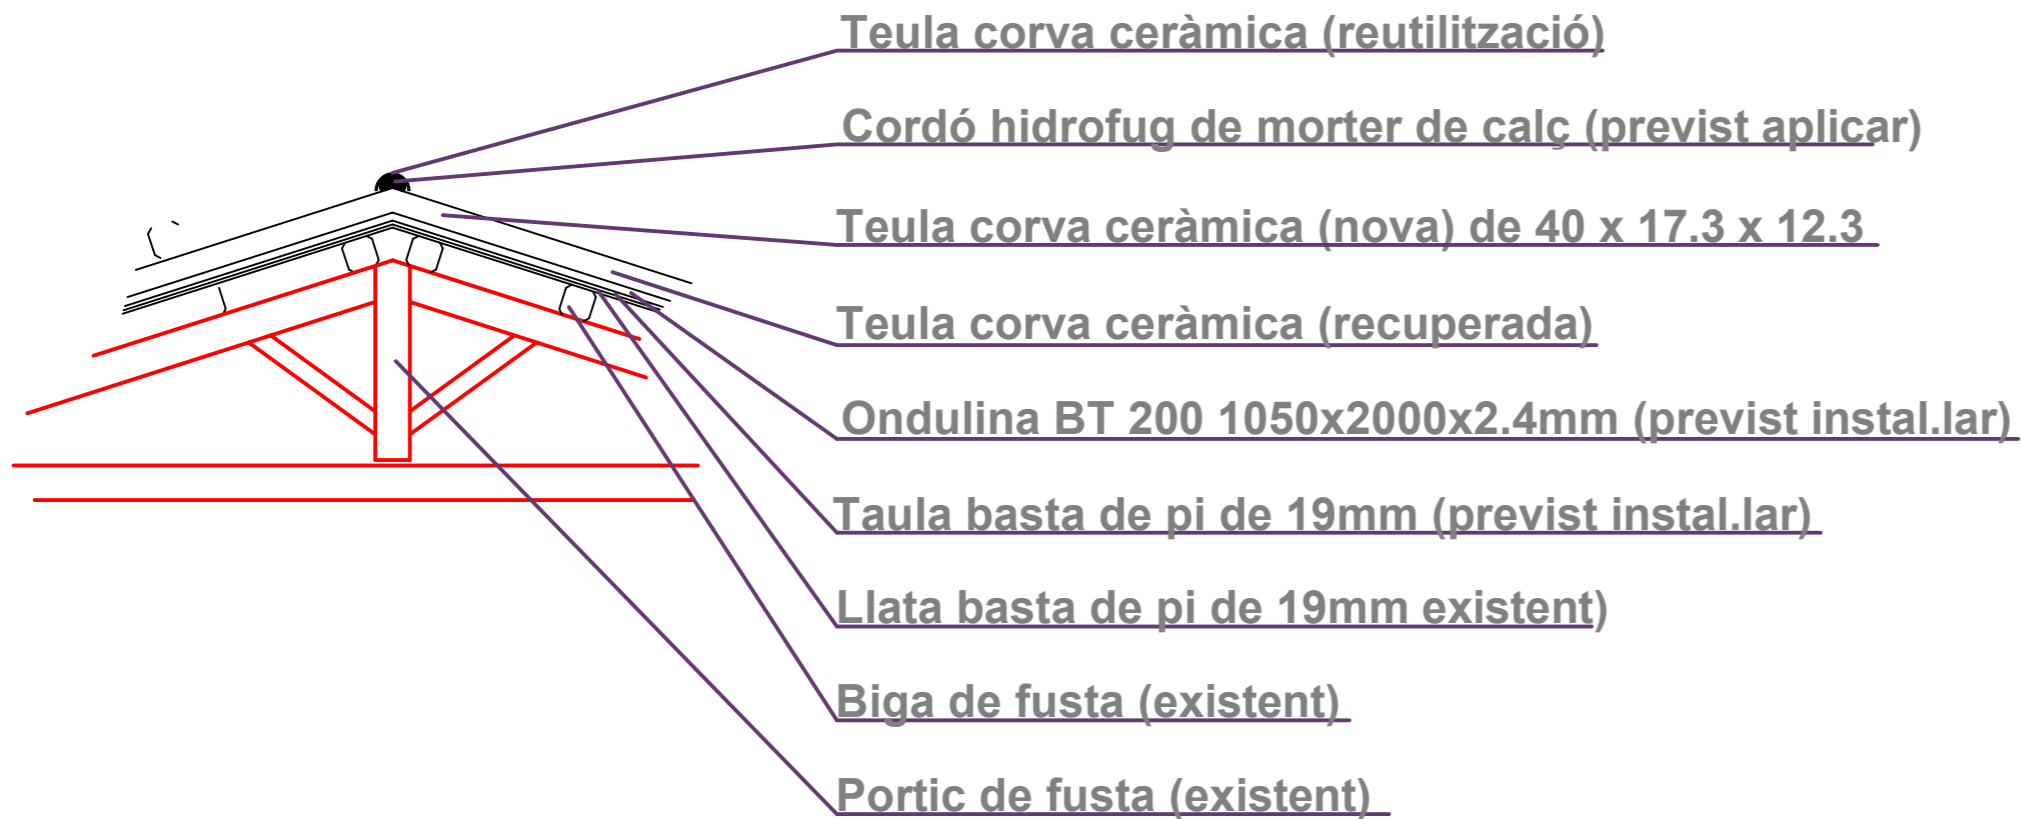 Teula corva ceràmica (reutilització)
Cordó hidrofug de morter de calç (previst aplicar)
Teula corva ceràmica (nova) de 40 x 17.3 x 12.3
Teula corva ceràmica (recuperada)
Ondulina BT 200 1050x2000x2.4mm (previst instal.lar)
Taula basta de pi de 19mm (previst instal.lar)
Llata basta de pi de 19mm existent)
Biga de fusta (existent)
Portic de fusta (existent)